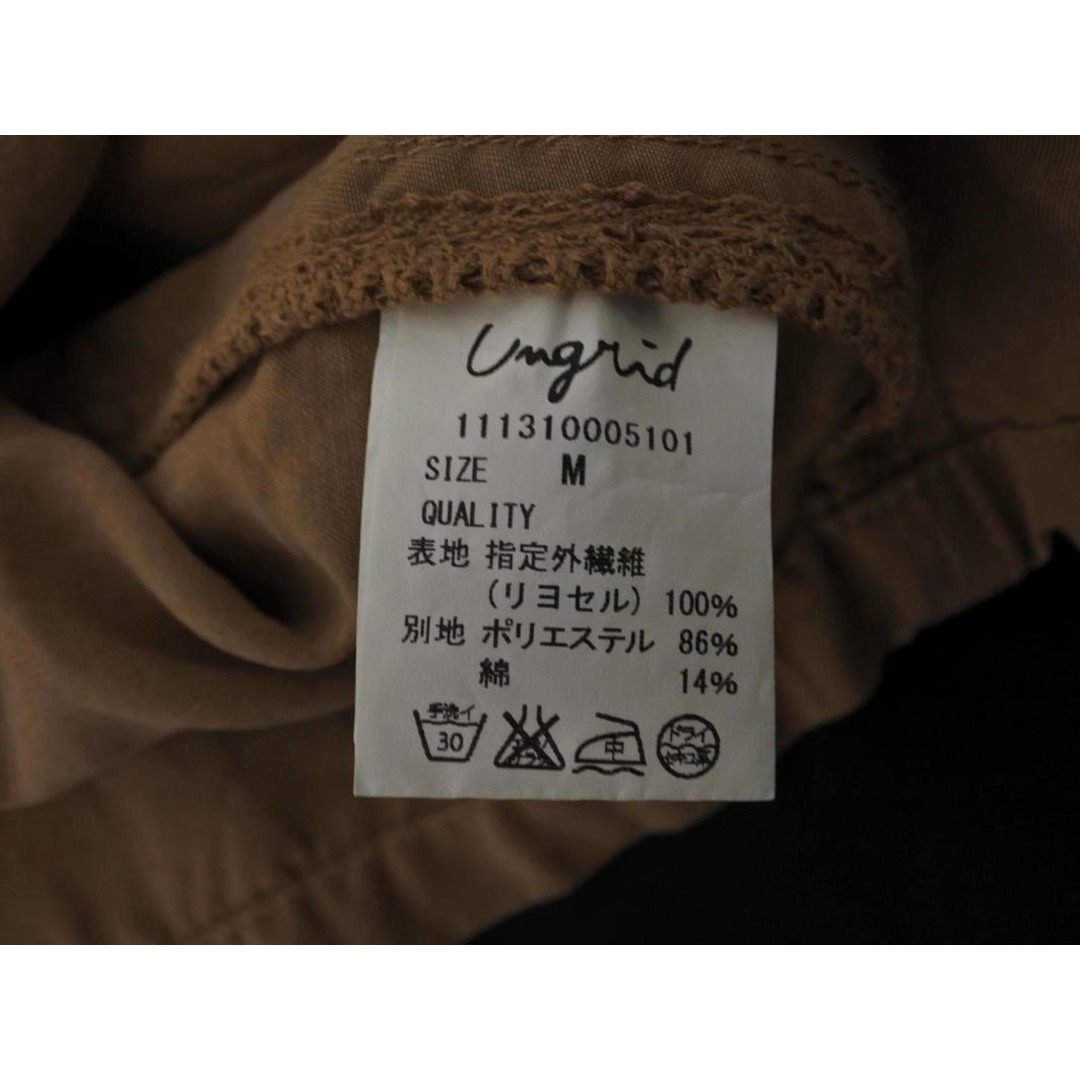 Ungrid
111310005101
SIZE M
QUALITY
表地 指定外繊維
(リヨセル) 100%
別地 ポリエステル 86%
綿 14%
手洗イ
30
中
ドライ